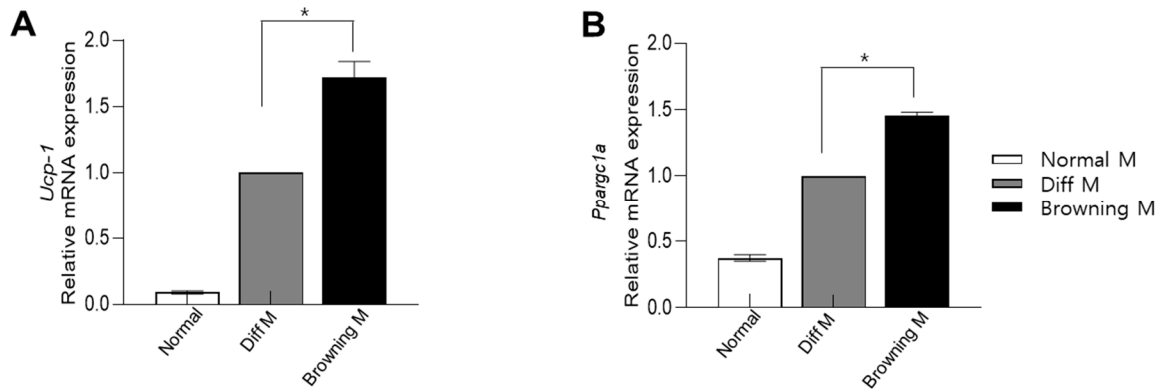 A
Ucp-1
Relative mRNA expression
2.0
1.5
1.0
0.5
0.0
*
Normal
Diff M
Browning M
B
Ppargc1a
Relative mRNA expression
2.0
1.5
1.0
0.5
0.0
*
Normal
Diff M
Browning M
Normal M
Diff M
Browning M